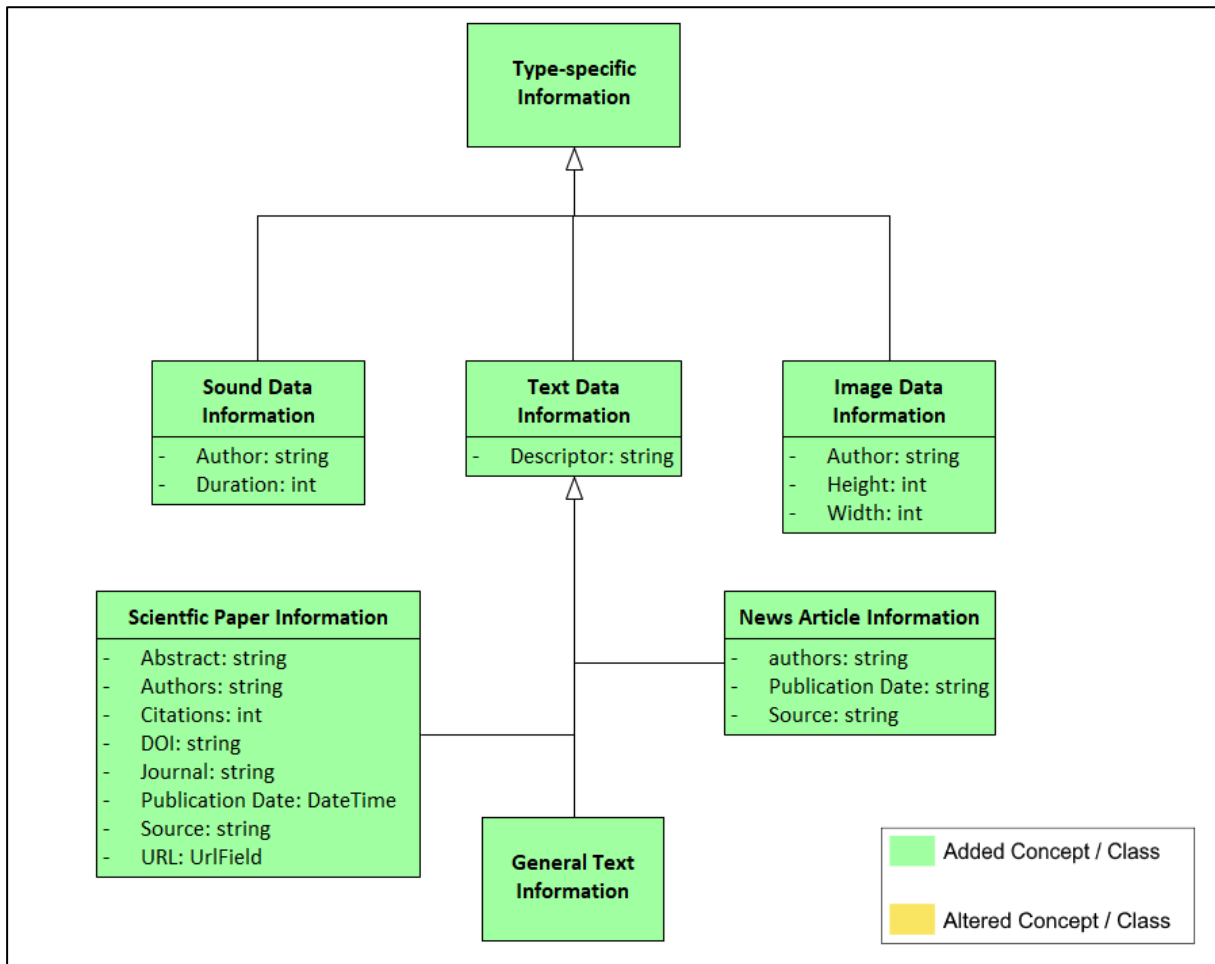 Type-specific
Information
Sound Data
Information
- Author: string
- Duration: int
Text Data
Information
- Descriptor: string
Image Data
Information
- Author: string
- Height: int
- Width: int
Scientfic Paper Information
- Abstract: string
- Authors: string
- Citations: int
- DOI: string
- Journal: string
- Publication Date: DateTime
- Source: string
- URL: UrlField
News Article Information
- authors: string
- Publication Date: string
- Source: string
General Text
Information
Added Concept / Class
Altered Concept / Class